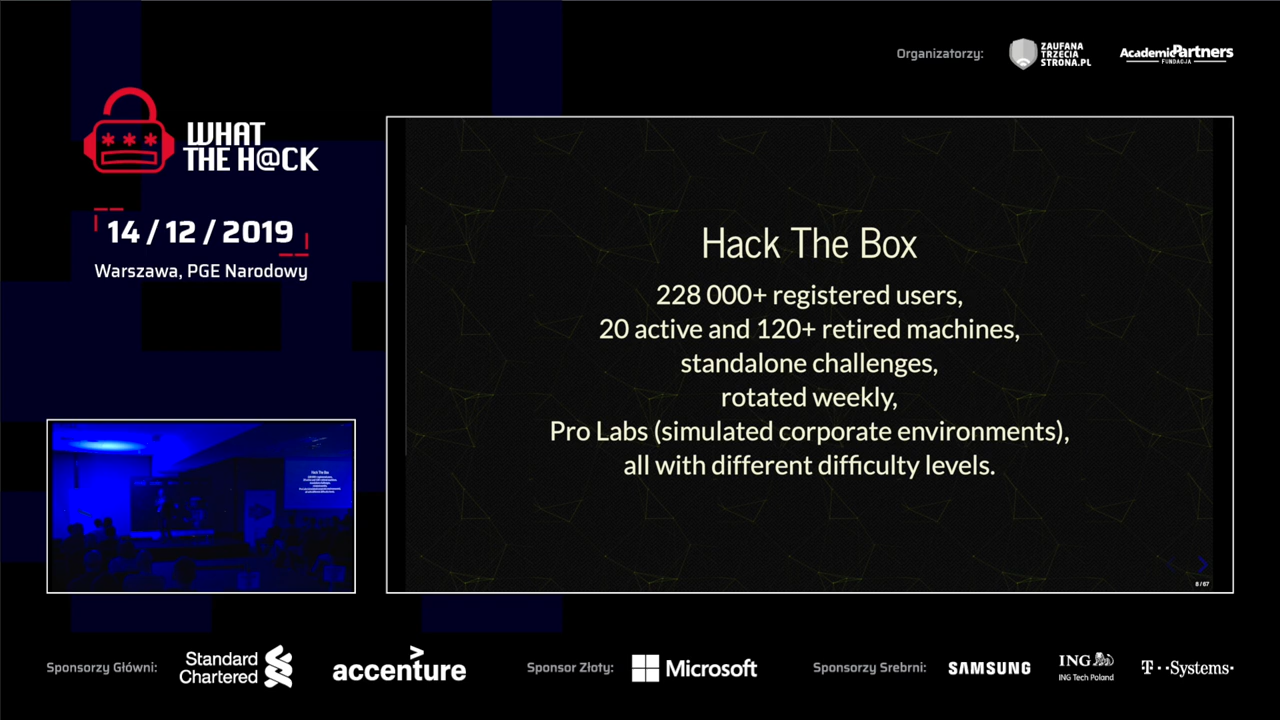 Organizatorzy:
ZAUFANA
TRZECIA
STRONA.PL
AcademicPartners
FUNDACJA
WHAT
THE H@CK
***
14 / 12 / 2019
Warszawa, PGE Narodowy
Hack The Box
228 000+ registered users,
20 active and 120+ retired machines,
standalone challenges,
rotated weekly,
Pro Labs (simulated corporate environments),
all with different difficulty levels.
8 / 67
Hack The Box
Sponsorzy Główni:
Standard
Chartered
accenture
Sponsor Złoty:
Microsoft
Sponsorzy Srebrni:
SAMSUNG
ING
ING Tech Poland
T··Systems·